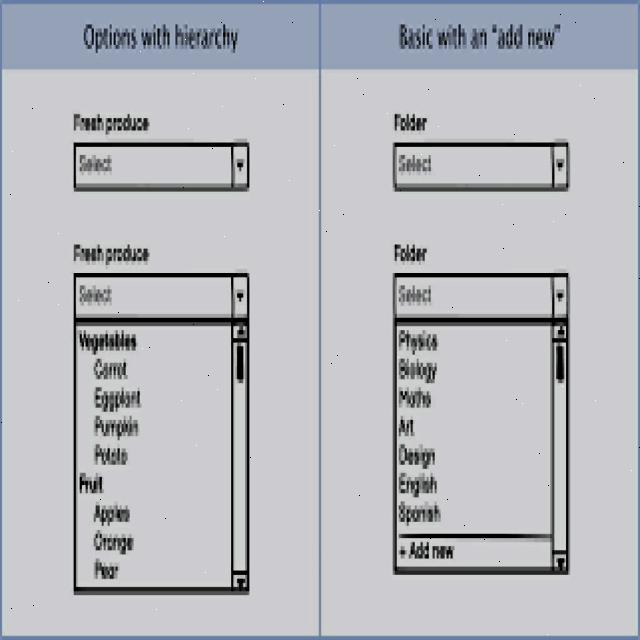 Options with hierarchy
Fresh produce
Select
Fresh produce
Select
Vegetables
Carrot
Eggplant
Pumpkin
Potato
Fruit
Apples
Orange
Pear
Basic with an "add new"
Folder
Select
Folder
Select
Physics
Biology
Maths
Art
Design
English
Spanish
+ Add new